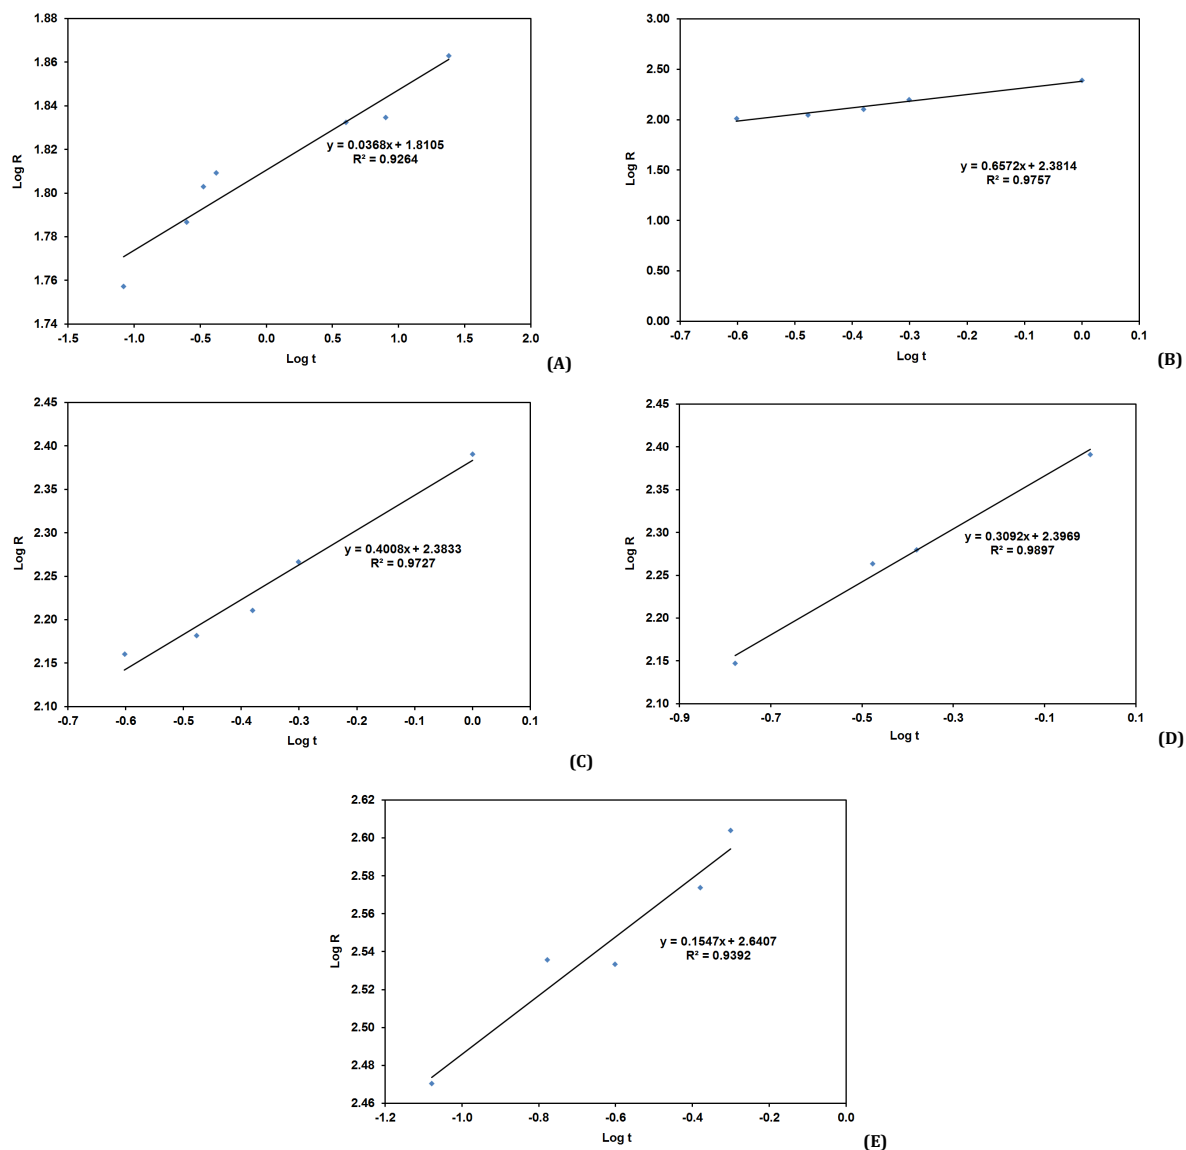 1.88
1.86
1.84
1.82
1.80
1.78
1.76
1.74
Log R
y = 0.0368x + 1.8105
R² = 0.9264
-1.5 -1.0 -0.5 0.0 0.5 1.0 1.5 2.0
Log t
(A)
3.00
2.50
2.00
1.50
1.00
0.50
0.00
Log R
y = 0.6572x + 2.3814
R² = 0.9757
-0.7 -0.6 -0.5 -0.4 -0.3 -0.2 -0.1 0.0 0.1
Log t
(B)
2.45
2.40
2.35
2.30
2.25
2.20
2.15
2.10
Log R
y = 0.4008x + 2.3833
R² = 0.9727
-0.7 -0.6 -0.5 -0.4 -0.3 -0.2 -0.1 0.0 0.1
Log t
(C)
2.45
2.40
2.35
2.30
2.25
2.20
2.15
2.10
Log R
y = 0.3092x + 2.3969
R² = 0.9897
-0.9 -0.7 -0.5 -0.3 -0.1 0.1
Log t
(D)
2.62
2.60
2.58
2.56
2.54
2.52
2.50
2.48
2.46
Log R
y = 0.1547x + 2.6407
R² = 0.9392
-1.2 -1.0 -0.8 -0.6 -0.4 -0.2 0.0
Log t
(E)